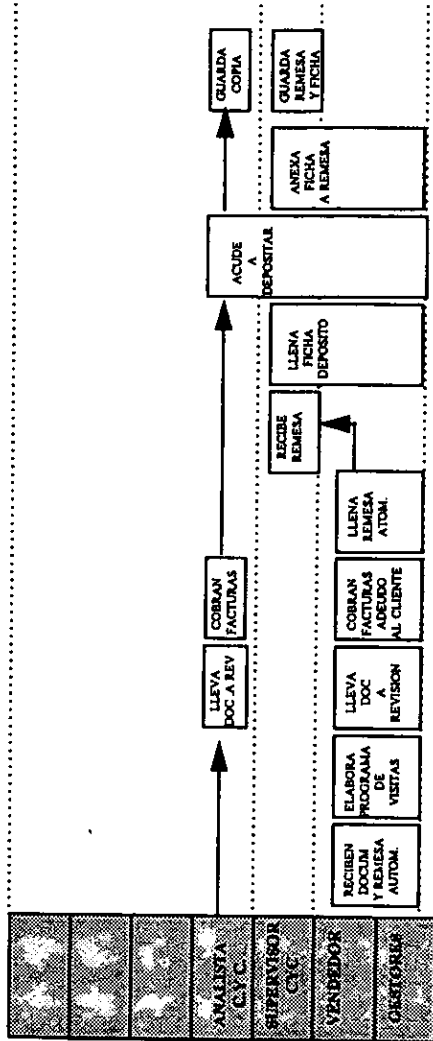 ANALISTA
C.Y C.
LLEVA
DOC A REV
COBRAN
FACTURAS
GUARDA
COPIA
SUPERVISOR
CYC
RECIBE
REMESA
LLENA
FICHA
DEPOSITO
ACUDE
A
DEPOSITAR
ANEXA
FICHA
A REMESA
GUARDA
REMESA
Y FICHA
VENDEDOR
GESTORES
RECIBEN
DOCUM
Y REMESA
AUTOM.
ELABORA
PROGRAMA
DE
VISITAS
LLEVA
DOC
A
REVISION
COBRAN
FACTURAS
ADEUDO
AL CLIENTE
LLENA
REMESA
ATOM.